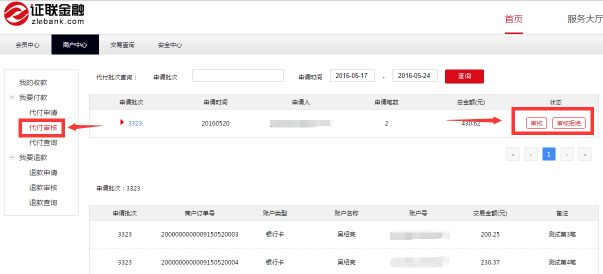 证联金融
zlebank.com
首页 服务大厅
会员中心 商户中心 交易查询 安全中心
我的收款
我要付款
代付申请
代付审核
代付查询
我要退款
退款申请
退款审核
退款查询
代付批次查询： 申请批次 申请时间 2016-05-17 - 2016-05-24 查询
申请批次 申请时间 申请人 申请笔数 总金额(元) 状态
3323 20160520 2 430.62 审核 审核拒绝
« ‹ 1 › »
申请批次：3323
申请批次 商户订单号 账户类型 账户名称 账户号 交易金额(元) 备注
3323 2000000000009150520003 银行卡 吴绍亮 200.25 测试第3笔
3323 2000000000009150520004 银行卡 吴绍亮 230.37 测试第4笔